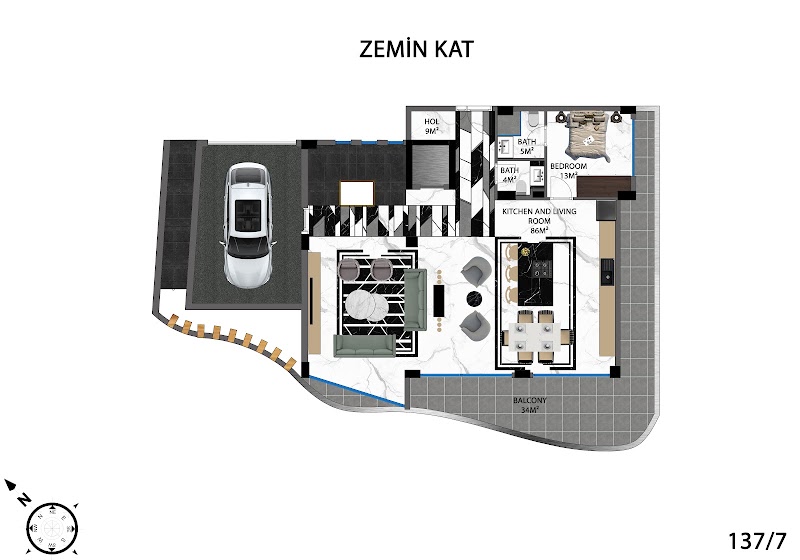 ZEMİN KAT
HOL
9M²
BATH
5M²
BATH
4M²
BEDROOM
13M²
KITCHEN AND LIVING
ROOM
86M²
BALCONY
34M²
N
137/7